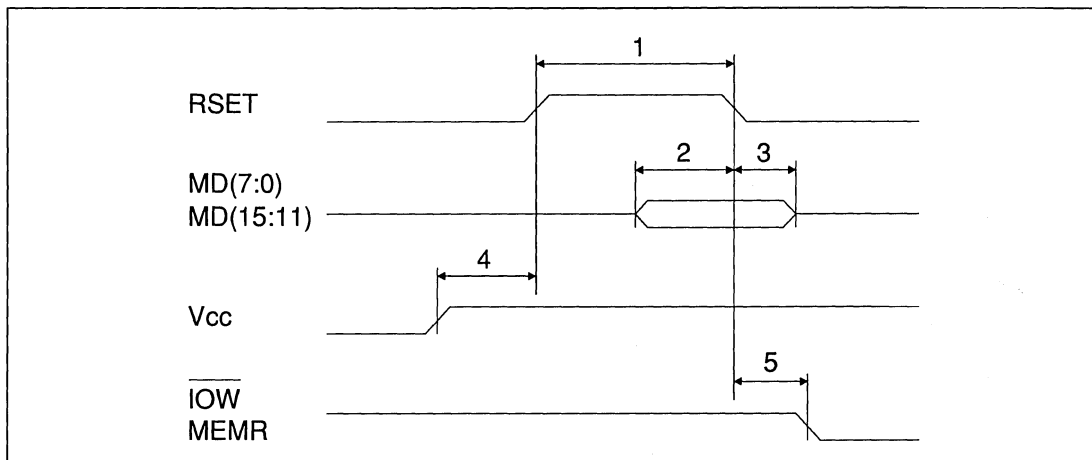 1
RSET
2
3
MD(7:0)
MD(15:11)
4
Vcc
5
IOW
MEMR